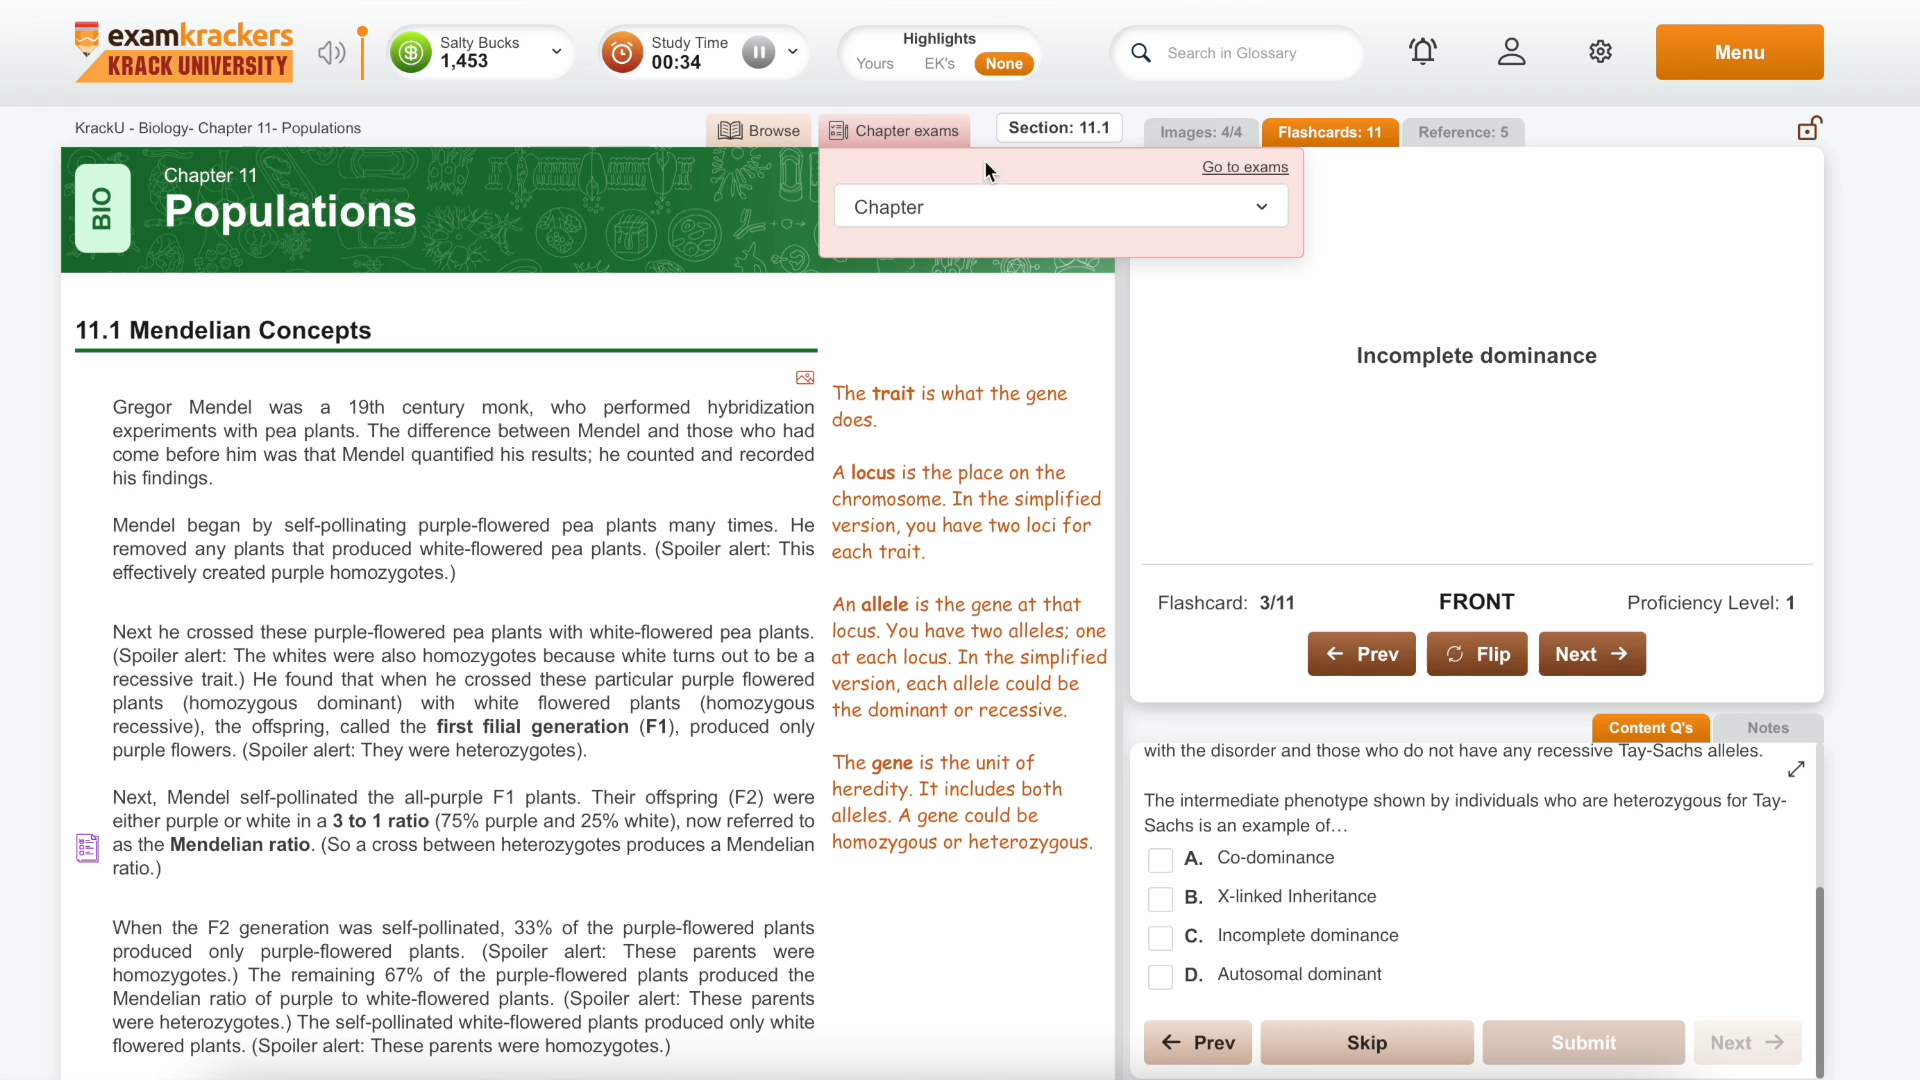 examkrackers
KRACK UNIVERSITY
Salty Bucks
1,453
Study Time
00:34
Highlights
Yours EK's None
Search in Glossary
Menu
KrackU - Biology- Chapter 11- Populations
Browse
Chapter exams
Section: 11.1
Images: 4/4
Flashcards: 11
Reference: 5
BIO
Chapter 11
Populations
Go to exams
Chapter
11.1 Mendelian Concepts
Gregor Mendel was a 19th century monk, who performed hybridization
experiments with pea plants. The difference between Mendel and those who had
come before him was that Mendel quantified his results; he counted and recorded
his findings.
Mendel began by self-pollinating purple-flowered pea plants many times. He
removed any plants that produced white-flowered pea plants. (Spoiler alert: This
effectively created purple homozygotes.)
Next he crossed these purple-flowered pea plants with white-flowered pea plants.
(Spoiler alert: The whites were also homozygotes because white turns out to be a
recessive trait.) He found that when he crossed these particular purple flowered
plants (homozygous dominant) with white flowered plants (homozygous
recessive), the offspring, called the first filial generation (F1), produced only
purple flowers. (Spoiler alert: They were heterozygotes).
Next, Mendel self-pollinated the all-purple F1 plants. Their offspring (F2) were
either purple or white in a 3 to 1 ratio (75% purple and 25% white), now referred to
as the Mendelian ratio. (So a cross between heterozygotes produces a Mendelian
ratio.)
When the F2 generation was self-pollinated, 33% of the purple-flowered plants
produced only purple-flowered plants. (Spoiler alert: These parents were
homozygotes.) The remaining 67% of the purple-flowered plants produced the
Mendelian ratio of purple to white-flowered plants. (Spoiler alert: These parents
were heterozygotes.) The self-pollinated white-flowered plants produced only white
flowered plants. (Spoiler alert: These parents were homozygotes.)
The trait is what the gene
does.
A locus is the place on the
chromosome. In the simplified
version, you have two loci for
each trait.
An allele is the gene at that
locus. You have two alleles; one
at each locus. In the simplified
version, each allele could be
the dominant or recessive.
The gene is the unit of
heredity. It includes both
alleles. A gene could be
homozygous or heterozygous.
Incomplete dominance
Flashcard: 3/11
FRONT
Proficiency Level: 1
Prev
Flip
Next
Content Q's
Notes
with the disorder and those who do not have any recessive Tay-Sachs alleles.
The intermediate phenotype shown by individuals who are heterozygous for Tay-
Sachs is an example of…
A. Co-dominance
B. X-linked Inheritance
C. Incomplete dominance
D. Autosomal dominant
Prev
Skip
Submit
Next